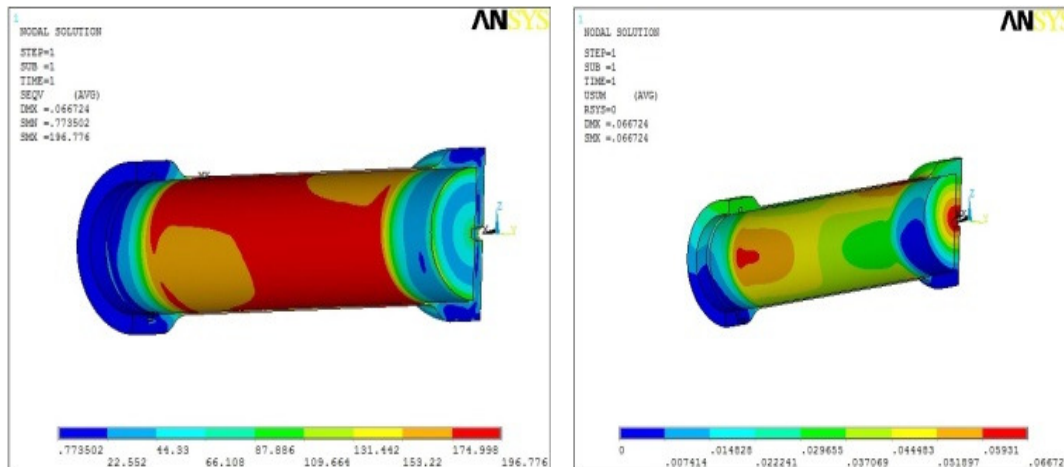 1
ANSYS
NODAL SOLUTION
STEP=1
SUB =1
TIME=1
SEQV (AVG)
DMX =.066724
SMN =.773502
SMX =196.776
MX
Z
Y
.773502 44.33 87.886 131.442 174.998
22.552 66.108 109.664 153.22 196.776
1
ANSYS
NODAL SOLUTION
STEP=1
SUB =1
TIME=1
USUM (AVG)
RSYS=0
DMX =.066724
SMX =.066724
Z
Y
0 .014828 .029655 .044483 .05931
.007414 .022241 .037069 .051897 .06672